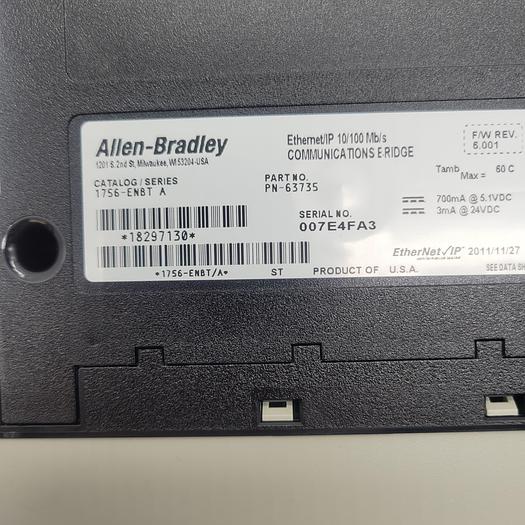 Allen-Bradley
1201 S. 2nd St, Milwaukee, WI 53204-USA
CATALOG / SERIES
1756-ENBT A
*18297130*
*1756-ENBT/A*
Ethernet/IP 10/100 Mb/s
COMMUNICATIONS BRIDGE
PART NO.
PN-63735
SERIAL NO.
007E4FA3
ST PRODUCT OF U.S.A.
F/W REV.
5.001
Tamb Max = 60 C
700mA @ 5.1VDC
3mA @ 24VDC
EtherNet/IP 2011/11/27
SEE DATA SH